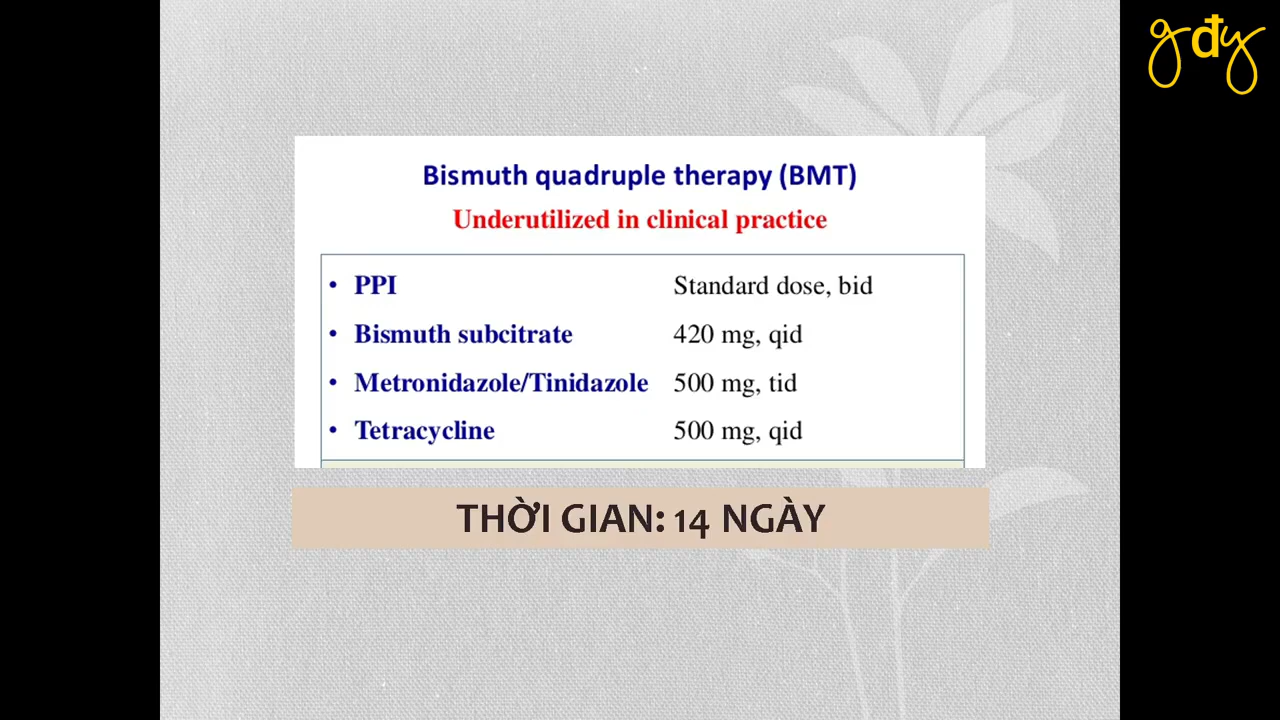 gđy
Bismuth quadruple therapy (BMT)
Underutilized in clinical practice
• PPI Standard dose, bid
• Bismuth subcitrate 420 mg, qid
• Metronidazole/Tinidazole 500 mg, tid
• Tetracycline 500 mg, qid
THỜI GIAN: 14 NGÀY